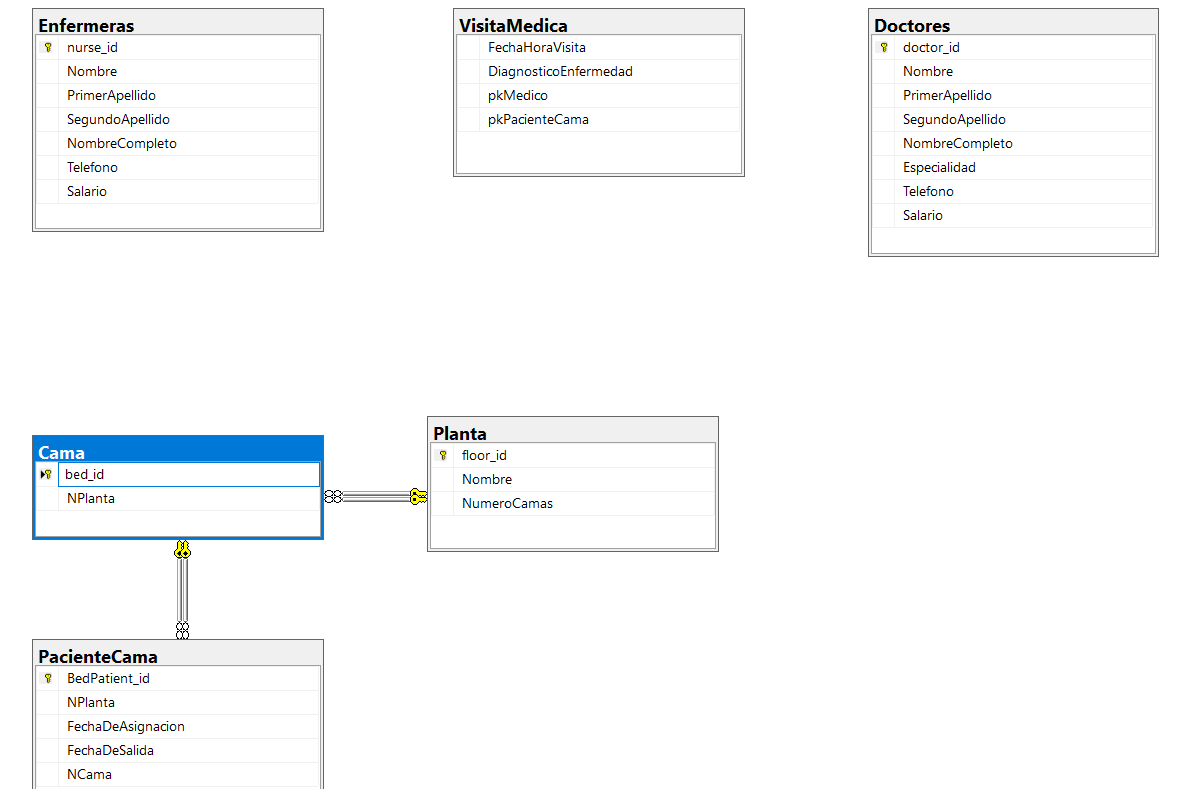 Enfermeras
nurse_id
Nombre
PrimerApellido
SegundoApellido
NombreCompleto
Telefono
Salario
VisitaMedica
FechaHoraVisita
DiagnosticoEnfermedad
pkMedico
pkPacienteCama
Doctores
doctor_id
Nombre
PrimerApellido
SegundoApellido
NombreCompleto
Especialidad
Telefono
Salario
Cama
bed_id
NPlanta
Planta
floor_id
Nombre
NumeroCamas
PacienteCama
BedPatient_id
NPlanta
FechaDeAsignacion
FechaDeSalida
NCama